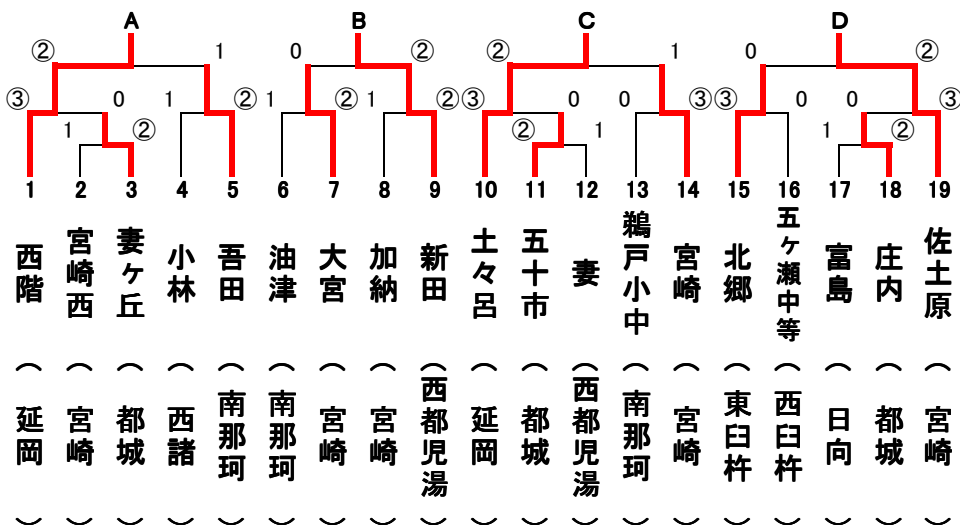 A B C D
② 1 0 ② ② 1 0 ②
③ 0 1 ② 1 ② 1 ② ③ 0 0 ③ ③ 0 0 ③
1 ② ② 1 1 ②
1 2 3 4 5 6 7 8 9 10 11 12 13 14 15 16 17 18 19
西階
宮崎西
妻ヶ丘
小林
吾田
油津
大宮
加納
新田
土々呂
五十市
妻
鵜戸小中
宮崎
北郷
五ヶ瀬中等
富島
庄内
佐土原
（延岡）
（宮崎）
（都城）
（西諸）
（南那珂）
（南那珂）
（宮崎）
（宮崎）
（西都児湯）
（延岡）
（都城）
（西都児湯）
（南那珂）
（宮崎）
（東臼杵）
（西臼杵）
（日向）
（都城）
（宮崎）